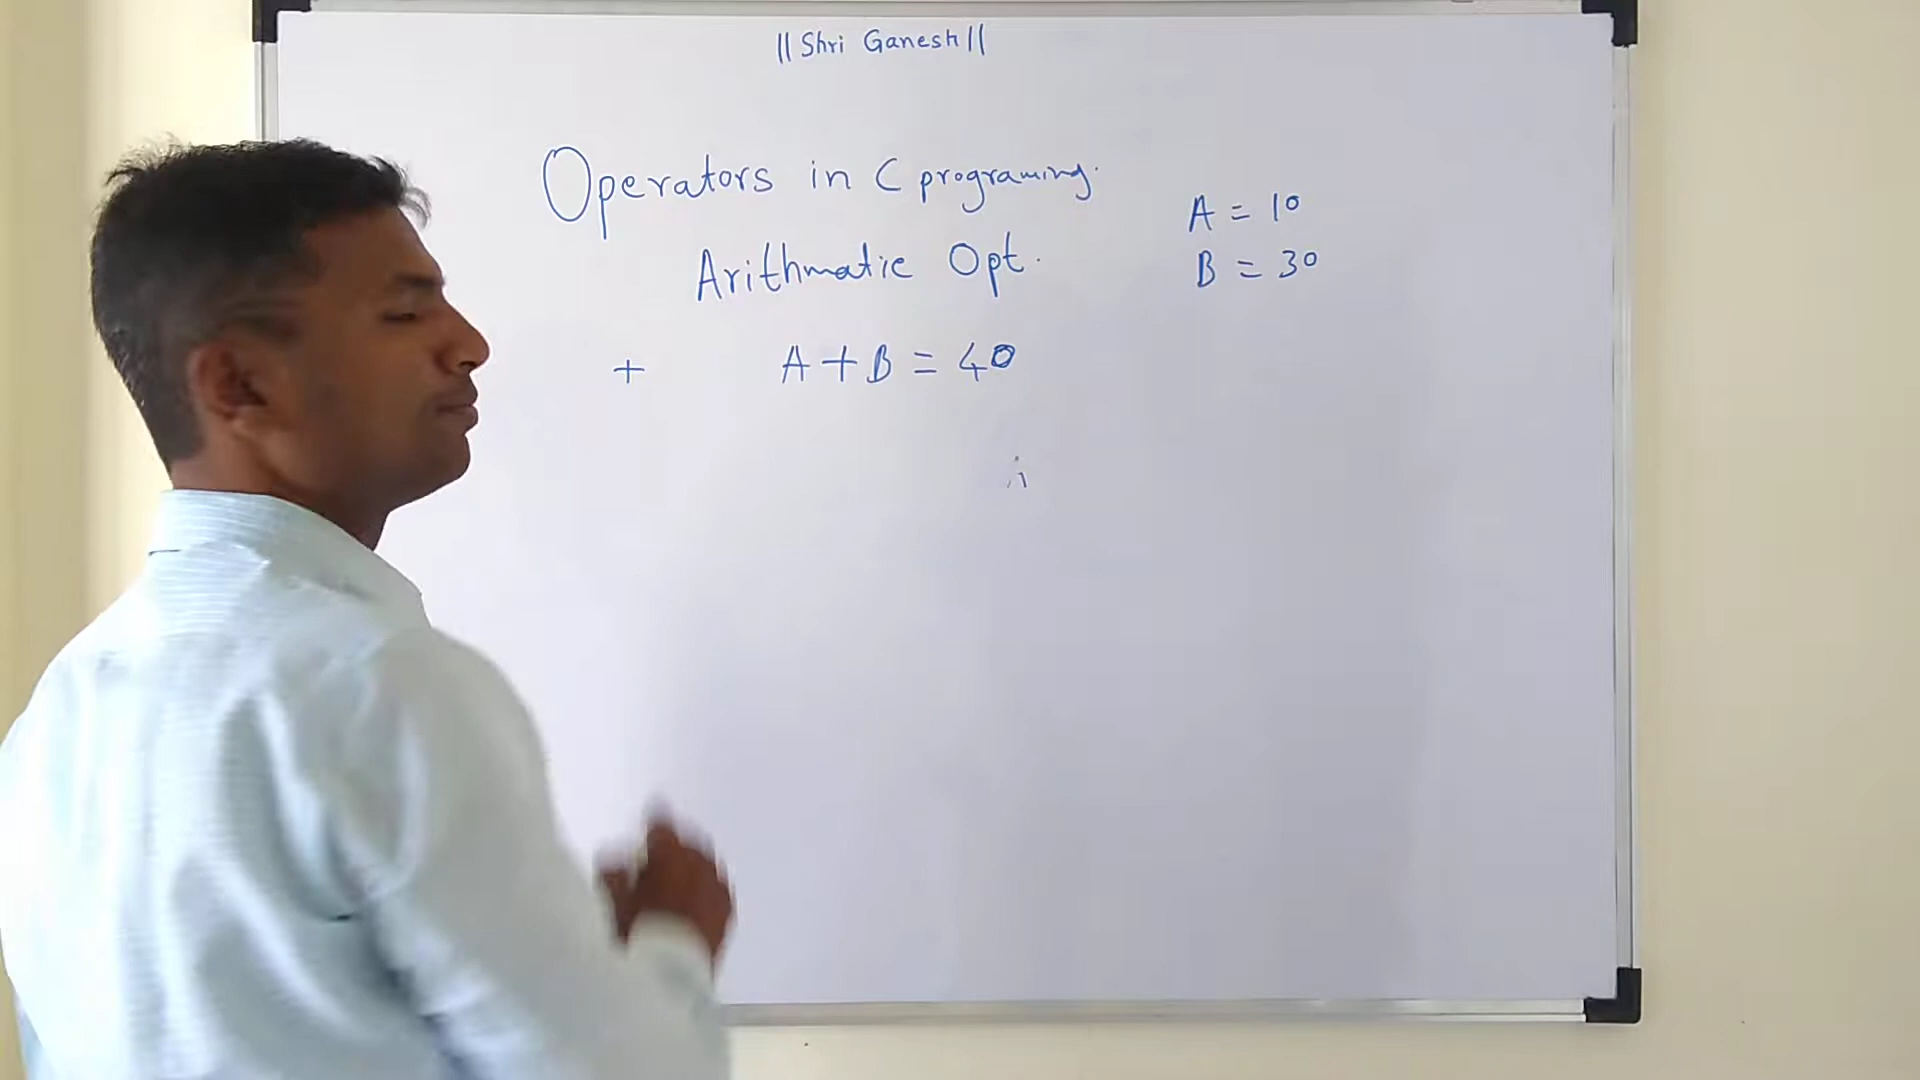 || Shri Ganesh ||
Operators in C programing.
Arithmatic Opt.
A = 10
B = 30
+ A + B = 40